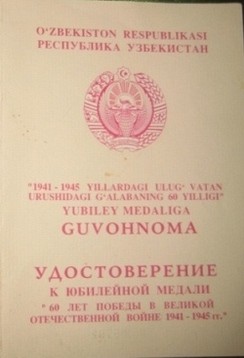 O'ZBEKISTON RESPUBLIKASI
РЕСПУБЛИКА УЗБЕКИСТАН
"1941 - 1945 YILLARDAGI ULUG' VATAN
URUSHIDAGI G'ALABANING 60 YILLIGI"
YUBILEY MEDALIGA
GUVOHNOMA
УДОСТОВЕРЕНИЕ
К ЮБИЛЕЙНОЙ МЕДАЛИ
" 60 ЛЕТ ПОБЕДЫ В ВЕЛИКОЙ
ОТЕЧЕСТВЕННОЙ ВОЙНЕ 1941 - 1945 гг."